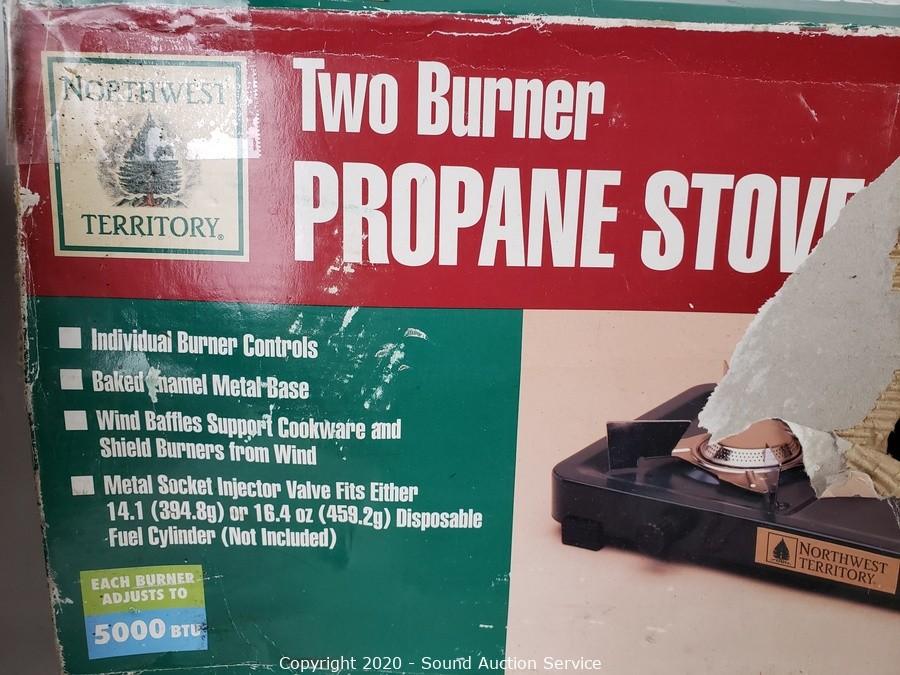 NORTHWEST
TERRITORY®
Two Burner
PROPANE STOVE
Individual Burner Controls
Baked Enamel Metal Base
Wind Baffles Support Cookware and
Shield Burners from Wind
Metal Socket Injector Valve Fits Either
14.1 (394.8g) or 16.4 oz (459.2g) Disposable
Fuel Cylinder (Not Included)
EACH BURNER
ADJUSTS TO
5000 BTU
NORTHWEST
TERRITORY
Copyright 2020 - Sound Auction Service